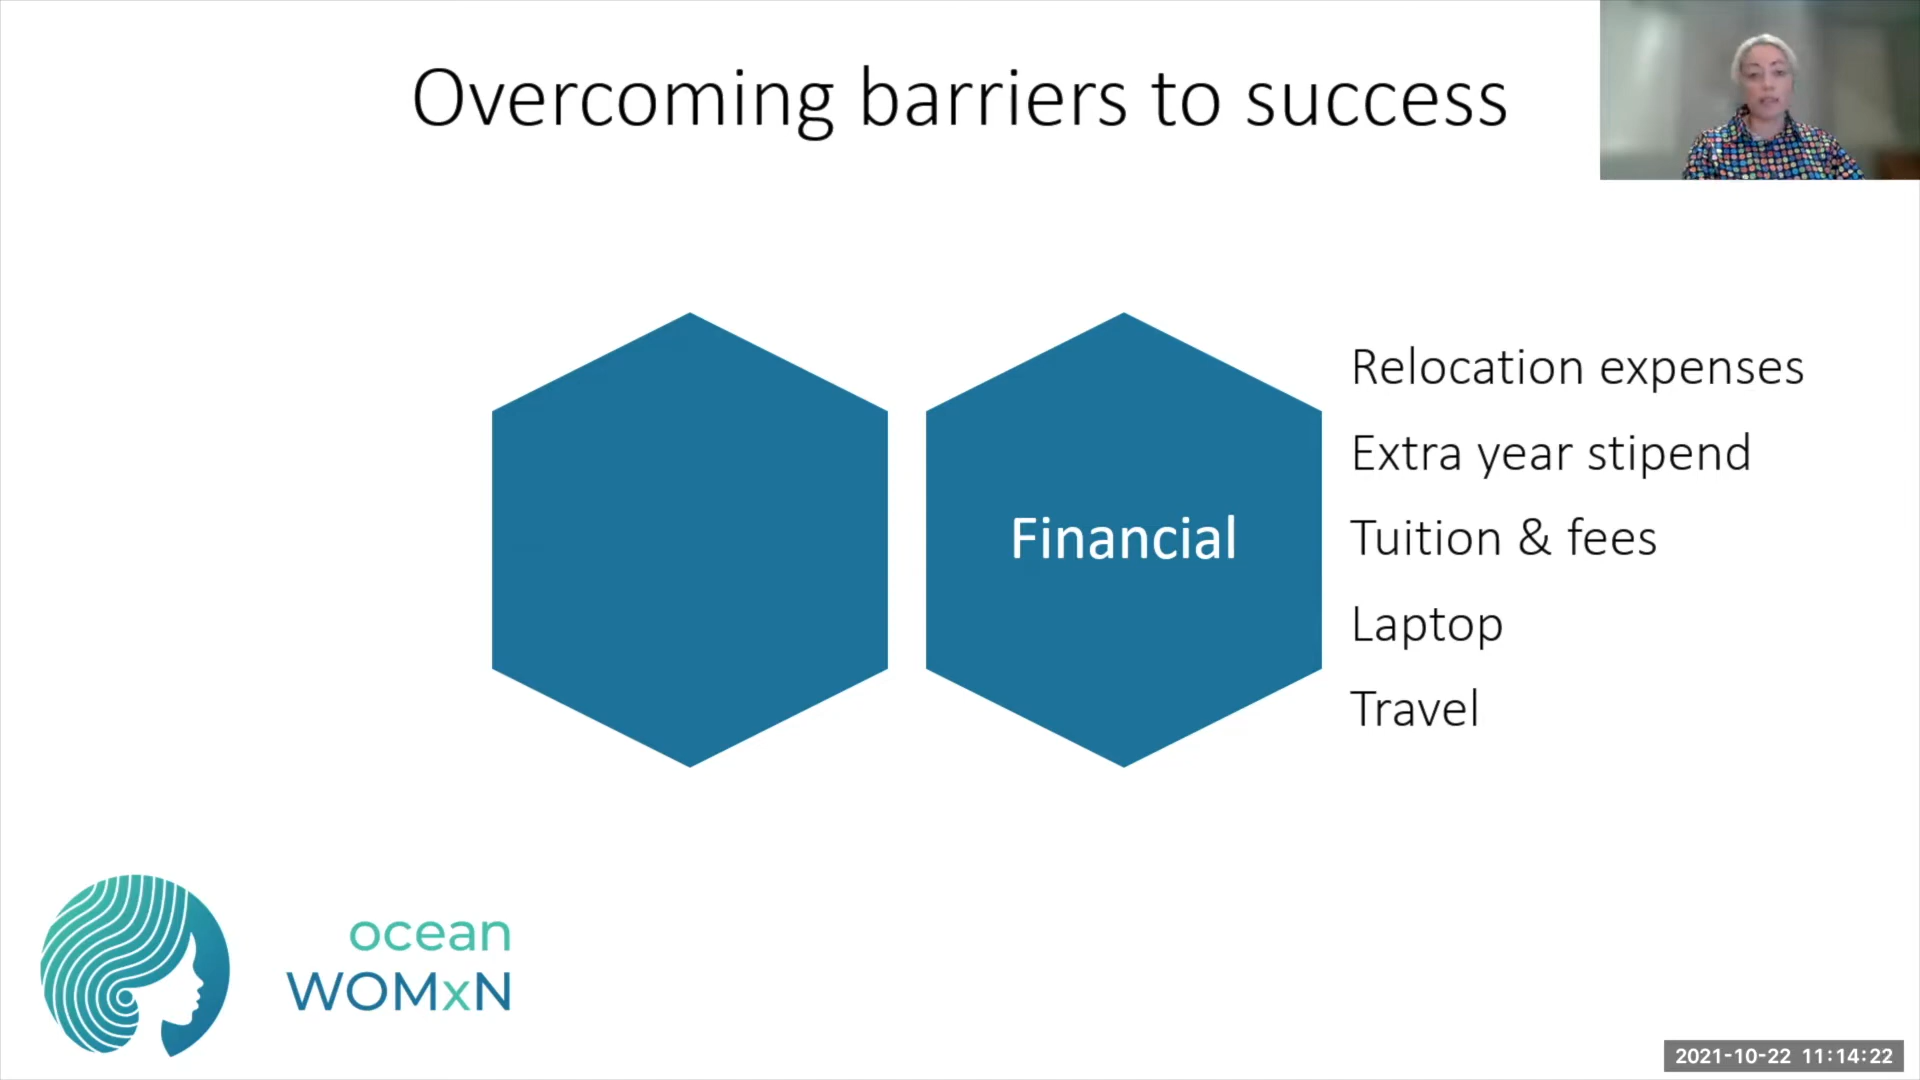 Overcoming barriers to success
Financial
Relocation expenses
Extra year stipend
Tuition & fees
Laptop
Travel
ocean
WOMxN
2021-10-22 11:14:22